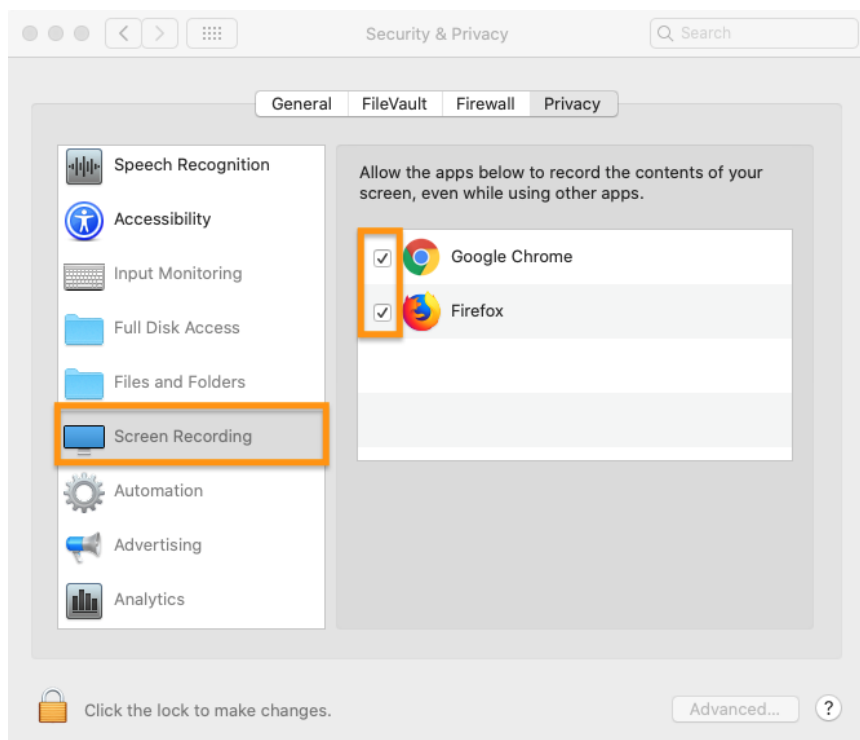 Security & Privacy
Search
General FileVault Firewall Privacy
Speech Recognition
Accessibility
Input Monitoring
Full Disk Access
Files and Folders
Screen Recording
Automation
Advertising
Analytics
Allow the apps below to record the contents of your
screen, even while using other apps.
Google Chrome
Firefox
Click the lock to make changes.
Advanced... ?